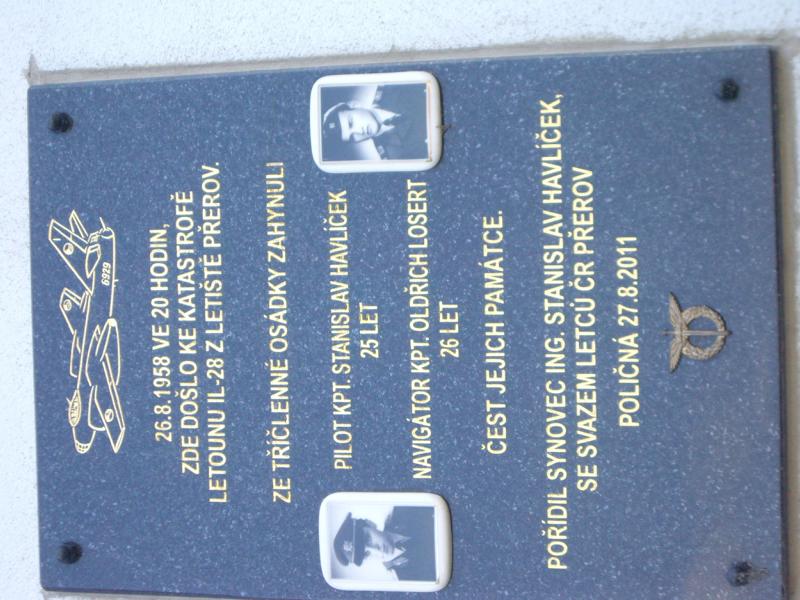 6929
26.8.1958 VE 20 HODIN,
ZDE DOŠLO KE KATASTROFĚ
LETOUNU IL-28 Z LETIŠTĚ PŘEROV.
ZE TŘÍČLENNÉ OSÁDKY ZAHYNULI
PILOT KPT. STANISLAV HAVLÍČEK
25 LET
NAVIGÁTOR KPT. OLDŘICH LOSERT
26 LET
ČEST JEJICH PAMÁTCE.
POŘÍDIL SYNOVEC ING. STANISLAV HAVLÍČEK,
SE SVAZEM LETCŮ ČR PŘEROV
POLIČNÁ 27.8.2011